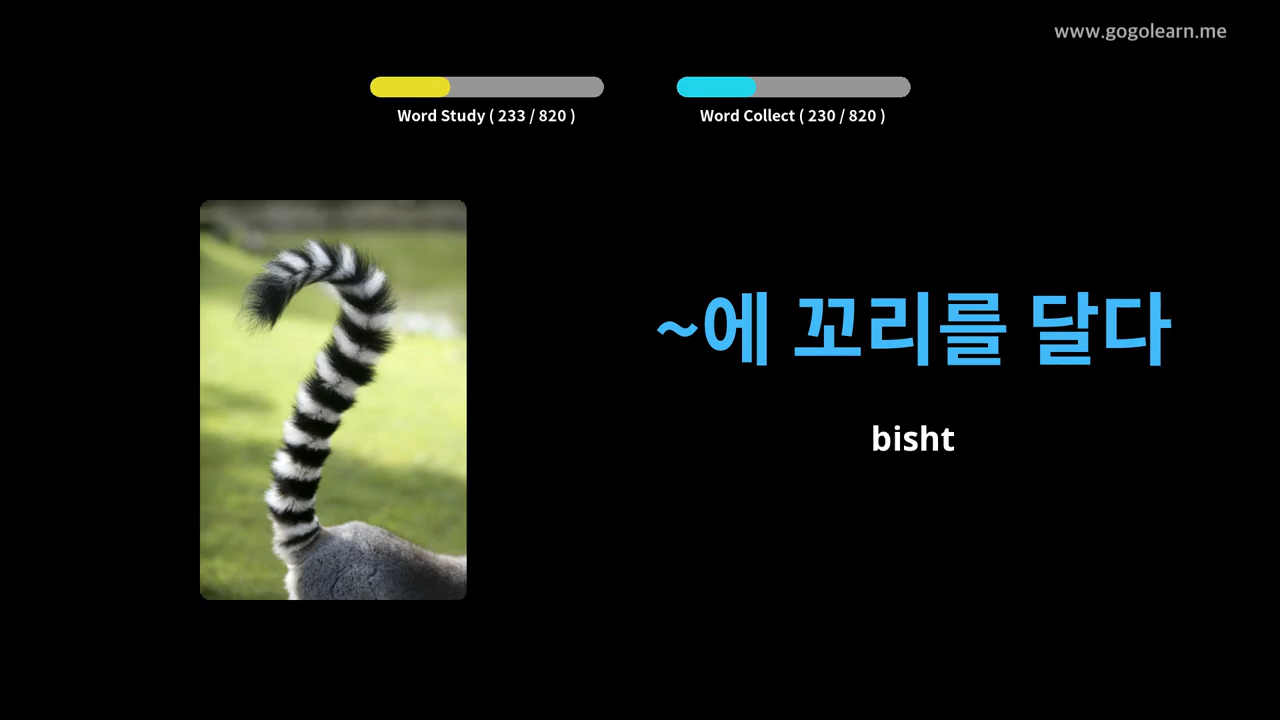 www.gogolearn.me
Word Study ( 233 / 820 )
Word Collect ( 230 / 820 )
~에 꼬리를 달다
bisht